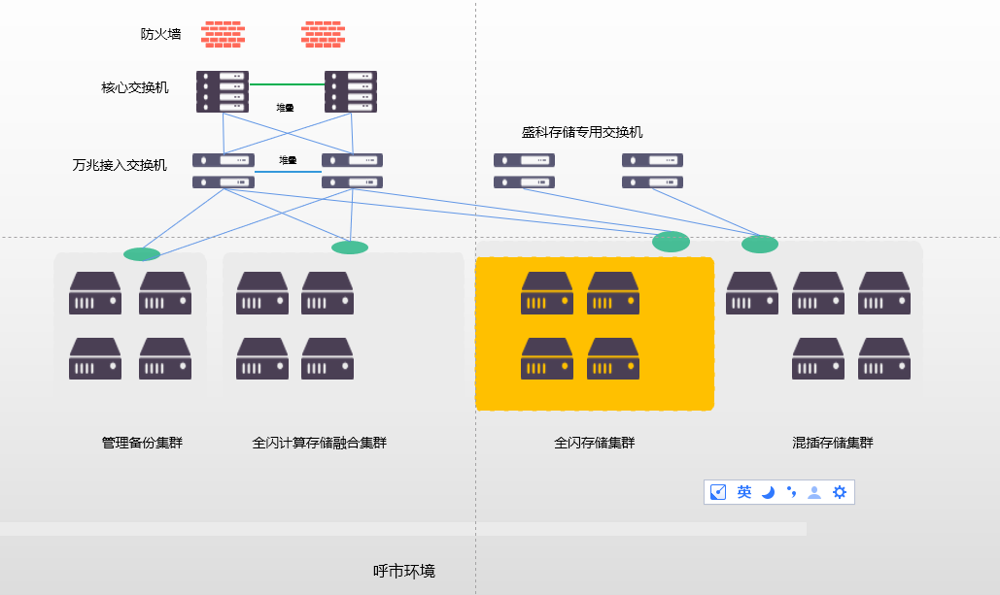 防火墙
核心交换机
堆叠
盛科存储专用交换机
万兆接入交换机
堆叠
管理备份集群
全闪计算存储融合集群
全闪存储集群
混插存储集群
英
呼市环境